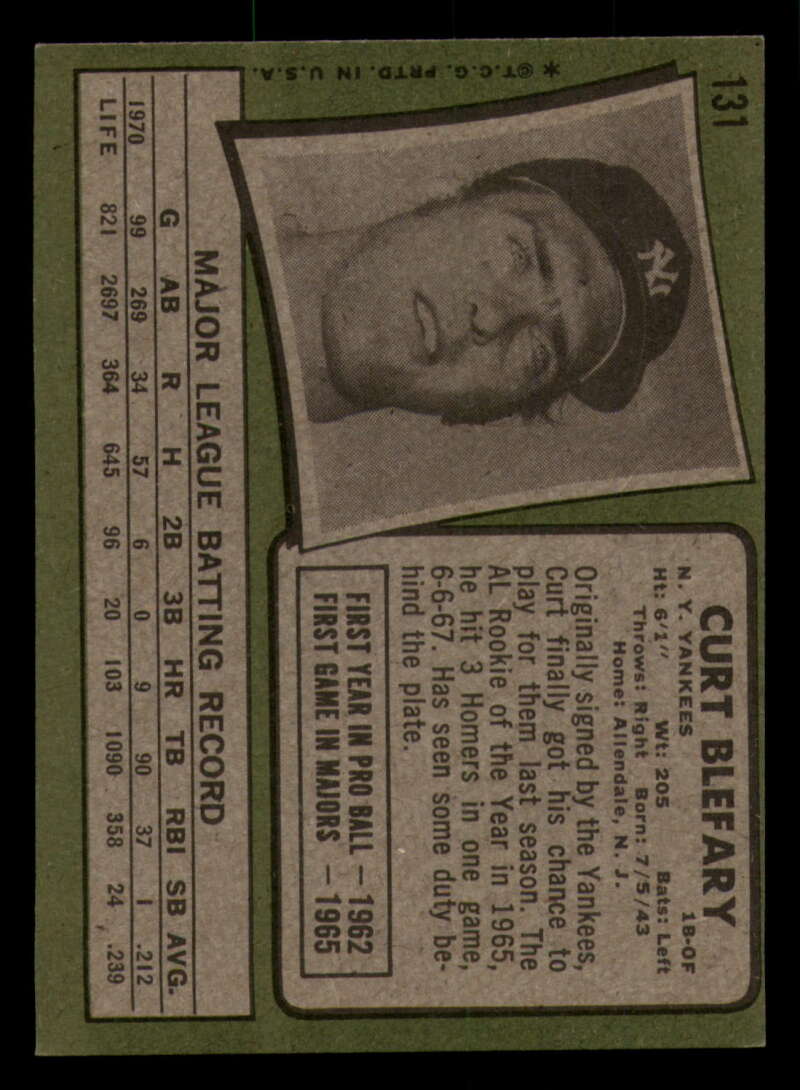 131
CURT BLEFARY
N. Y. YANKEES 1B-OF
Ht: 6'1" Wt: 205 Bats: Left
Throws: Right Born: 7/5/43
Home: Allendale, N. J.
Originally signed by the Yankees,
Curt finally got his chance to
play for them last season. The
AL Rookie of the Year in 1965,
he hit 3 Homers in one game,
6-6-67. Has seen some duty be-
hind the plate.
FIRST YEAR IN PRO BALL — 1962
FIRST GAME IN MAJORS — 1965
NY
MAJOR LEAGUE BATTING RECORD
G AB R H 2B 3B HR TB RBI SB AVG.
1970 99 269 34 57 6 0 9 90 37 1 .212
LIFE 821 2697 364 645 96 20 103 1090 358 24 .239
*©T.C.G. PRTD. IN U.S.A.